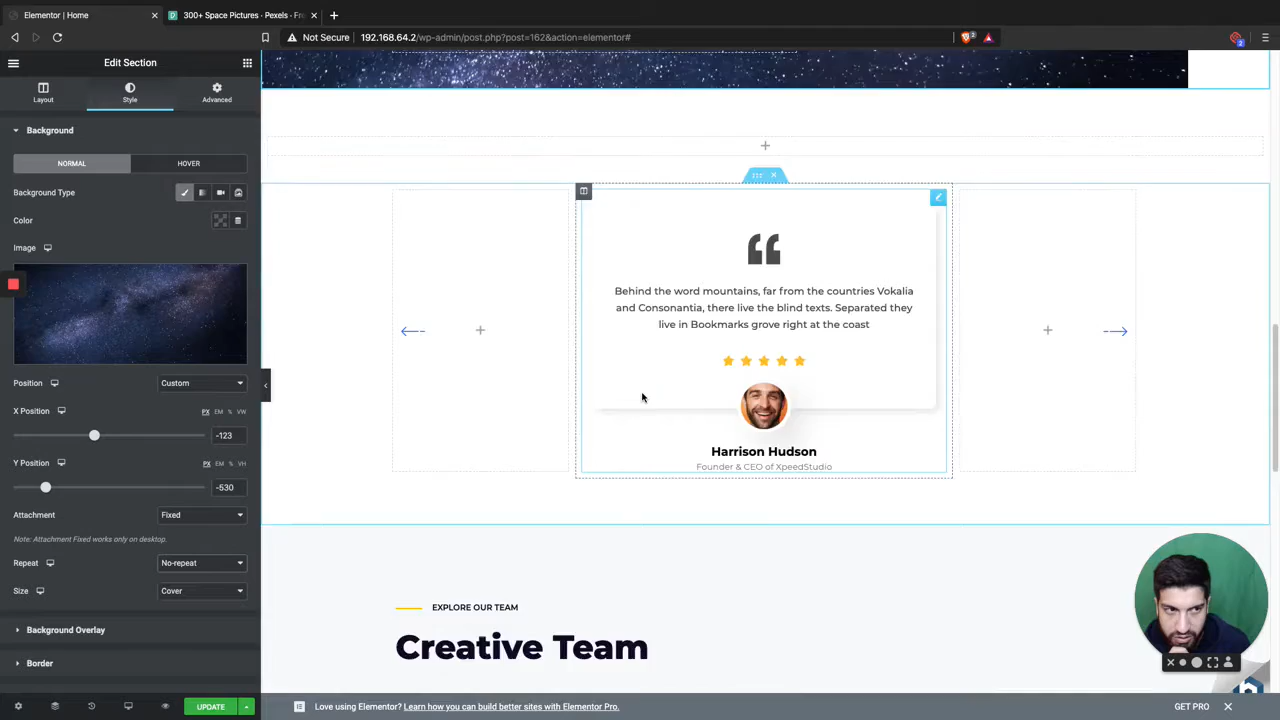 Elementor | Home
300+ Space Pictures · Pexels · Fre
Not Secure 192.168.64.2/wp-admin/post.php?post=162&action=elementor#
2
2
Edit Section
Layout
Style
Advanced
Background
NORMAL
HOVER
Background Type
Color
Image
Position
Custom
X Position
PX EM % VW
-123
Y Position
PX EM % VH
-530
Attachment
Fixed
Note: Attachment Fixed works only on desktop.
Repeat
No-repeat
Size
Cover
Background Overlay
Border
UPDATE
Behind the word mountains, far from the countries Vokalia
and Consonantia, there live the blind texts. Separated they
live in Bookmarks grove right at the coast
Harrison Hudson
Founder & CEO of XpeedStudio
EXPLORE OUR TEAM
Creative Team
Love using Elementor? Learn how you can build better sites with Elementor Pro.
GET PRO